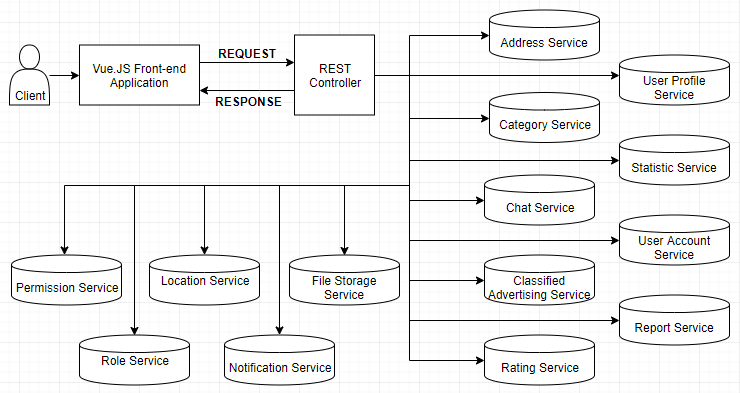 Client
Vue.JS Front-end
Application
REQUEST
RESPONSE
REST
Controller
Address Service
User Profile
Service
Category Service
Statistic Service
Chat Service
User Account
Service
Classified
Advertising Service
Report Service
Rating Service
Permission Service
Location Service
File Storage
Service
Role Service
Notification Service